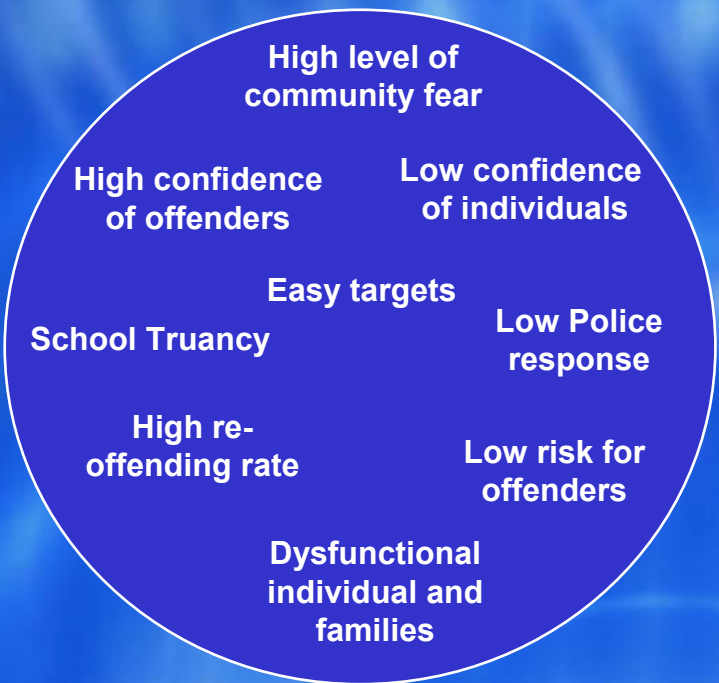 High level of
community fear
High confidence
of offenders
Low confidence
of individuals
Easy targets
School Truancy
Low Police
response
High re-
offending rate
Low risk for
offenders
Dysfunctional
individual and
families